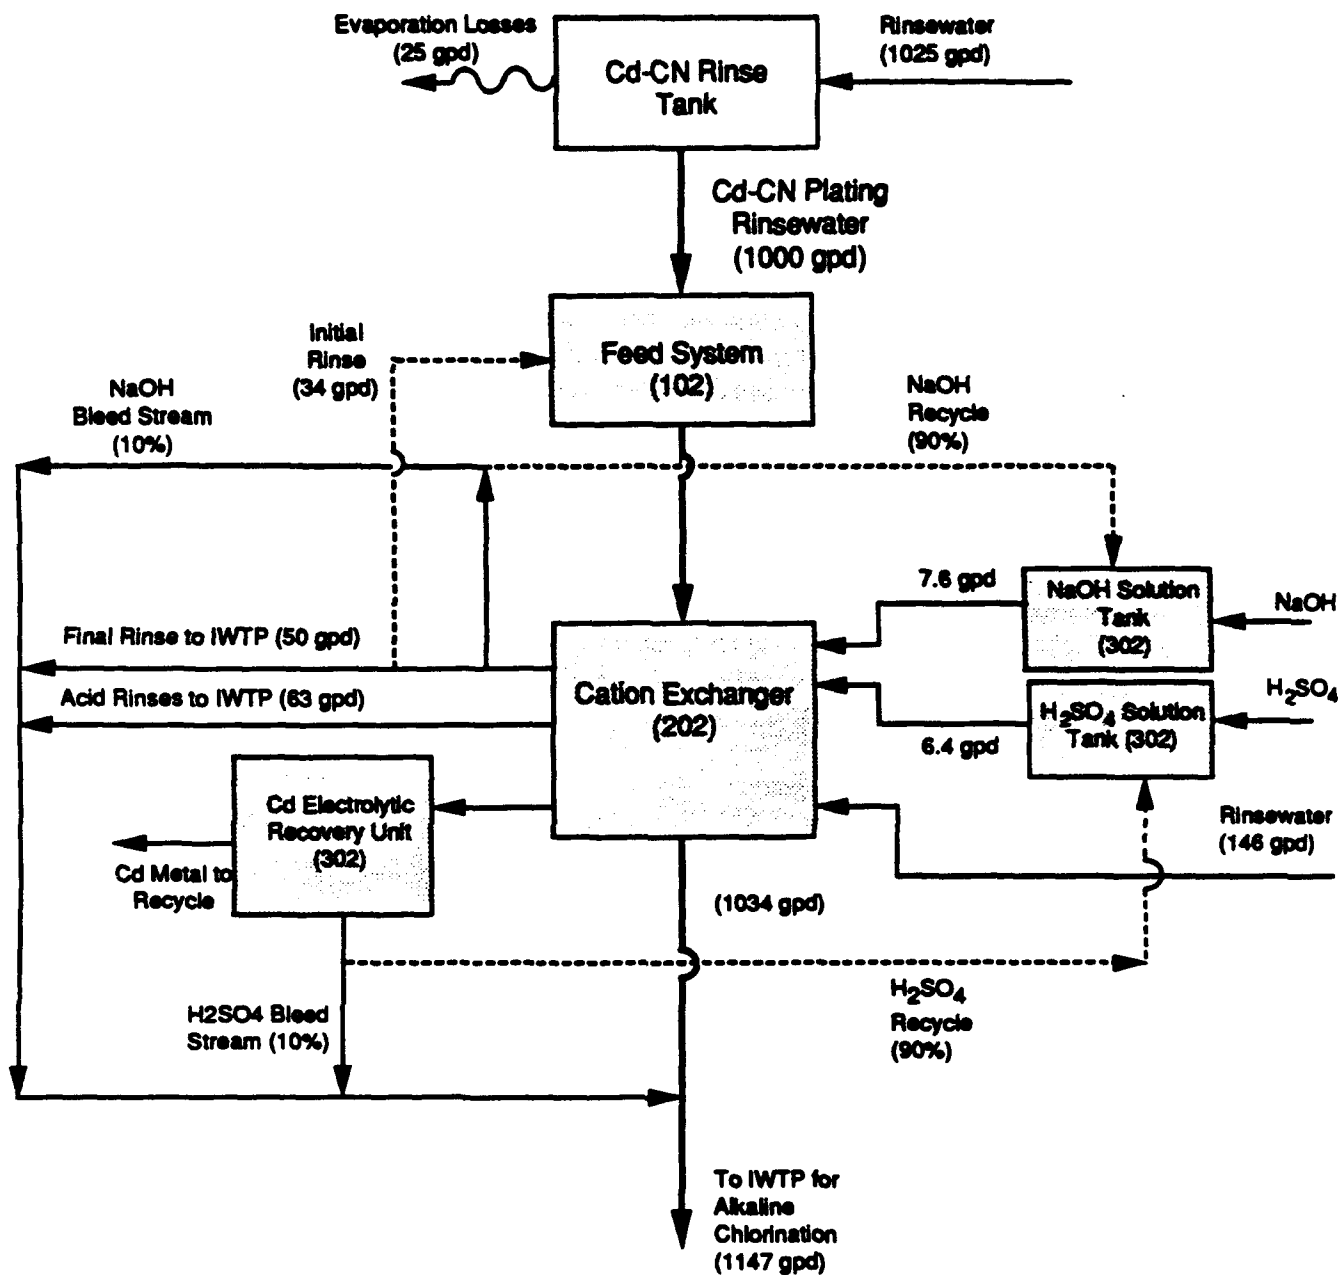 Evaporation Losses
(25 gpd)
Cd-CN Rinse
Tank
Rinsewater
(1025 gpd)
Cd-CN Plating
Rinsewater
(1000 gpd)
Initial
Rinse
(34 gpd)
Feed System
(102)
NaOH
Bleed Stream
(10%)
NaOH
Recycle
(90%)
7.6 gpd
NaOH Solution
Tank
(302)
NaOH
Final Rinse to IWTP (50 gpd)
Acid Rinses to IWTP (63 gpd)
Cation Exchanger
(202)
H2SO4 Solution
Tank (302)
H2SO4
6.4 gpd
Cd Electrolytic
Recovery Unit
(302)
Cd Metal to
Recycle
Rinsewater
(146 gpd)
(1034 gpd)
H2SO4 Bleed
Stream (10%)
H2SO4
Recycle
(90%)
To IWTP for
Alkaline
Chlorination
(1147 gpd)